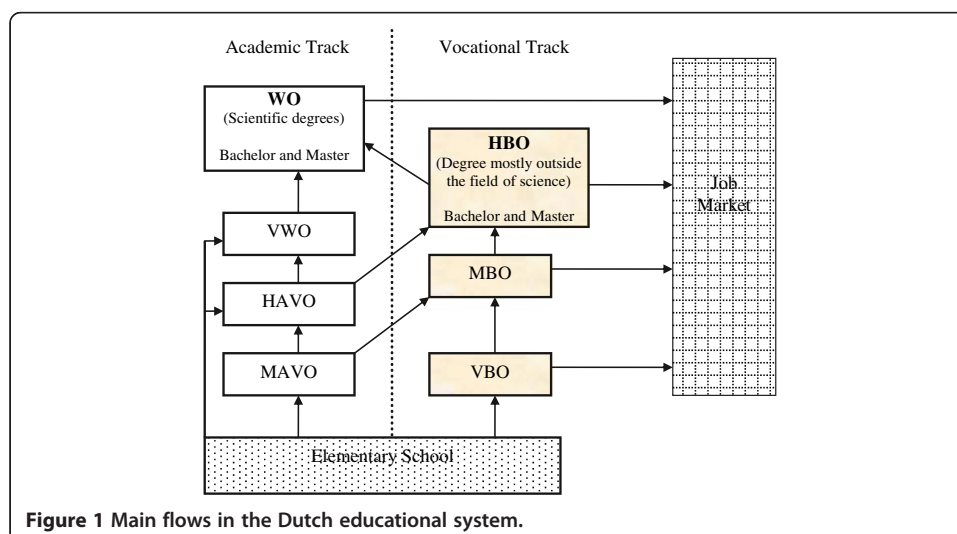 Academic Track
Vocational Track
WO
(Scientific degrees)
Bachelor and Master
HBO
(Degree mostly outside
the field of science)
Bachelor and Master
Job
Market
VWO
MBO
HAVO
MAVO
VBO
Elementary School
Figure 1 Main flows in the Dutch educational system.